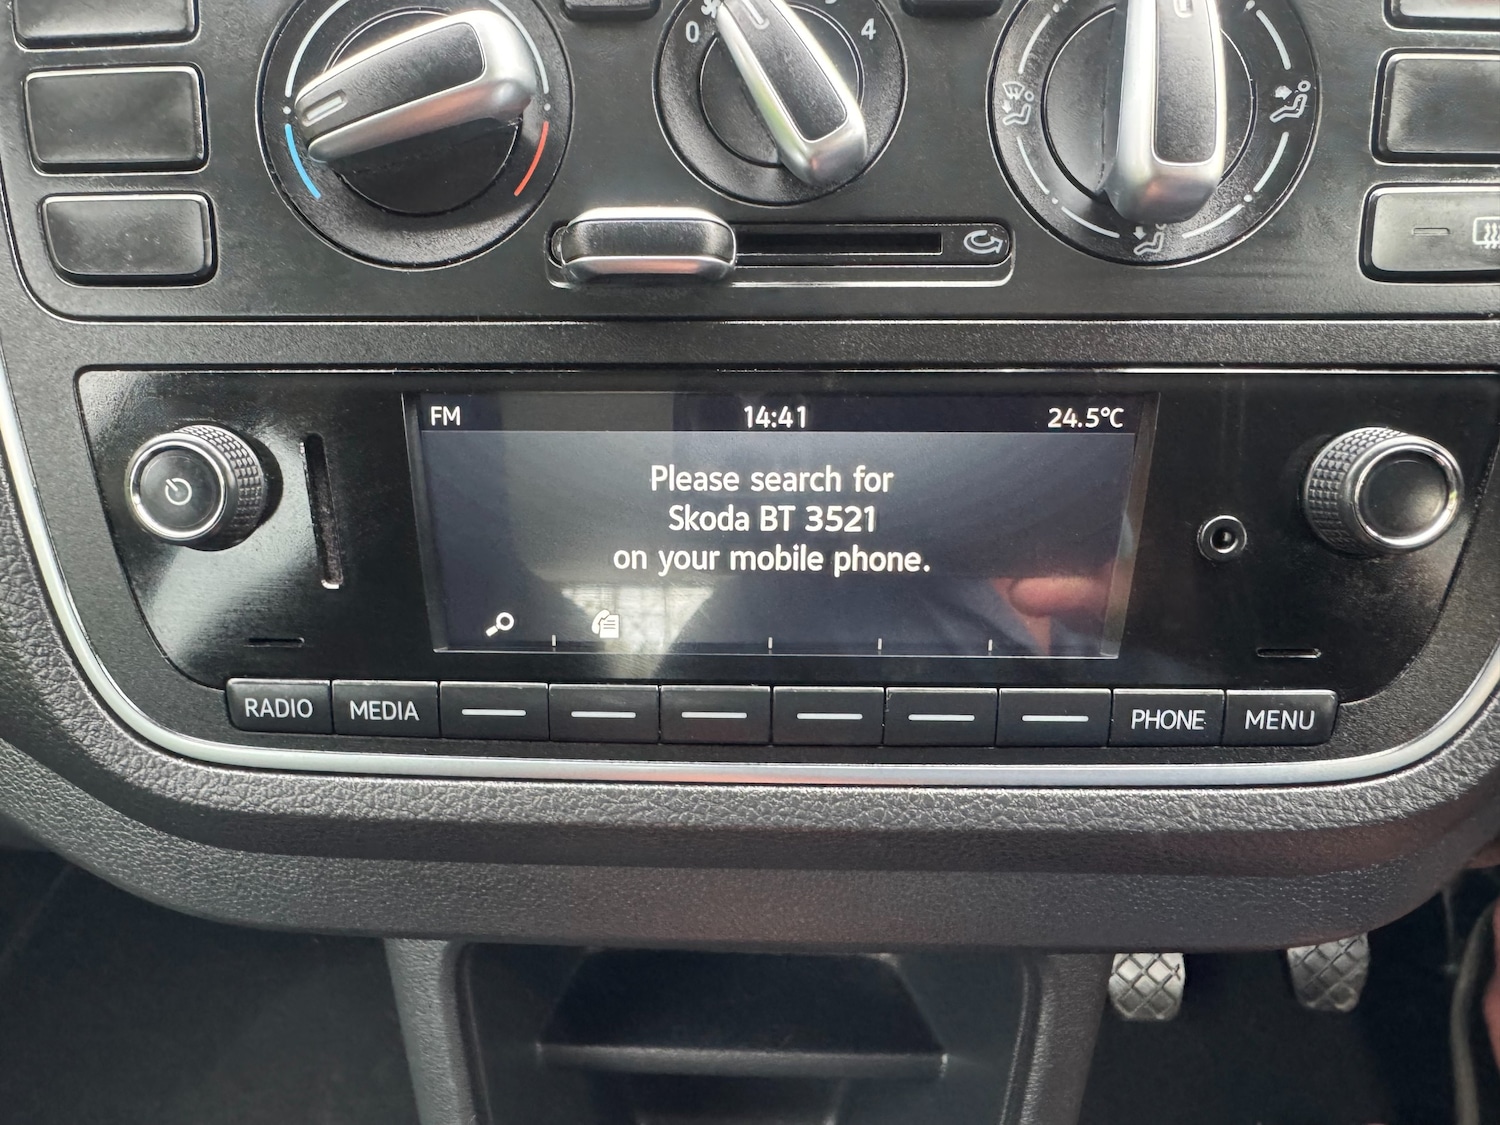 0 4
FM 14:41 24.5°C
Please search for
Skoda BT 3521
on your mobile phone.
RADIO MEDIA PHONE MENU